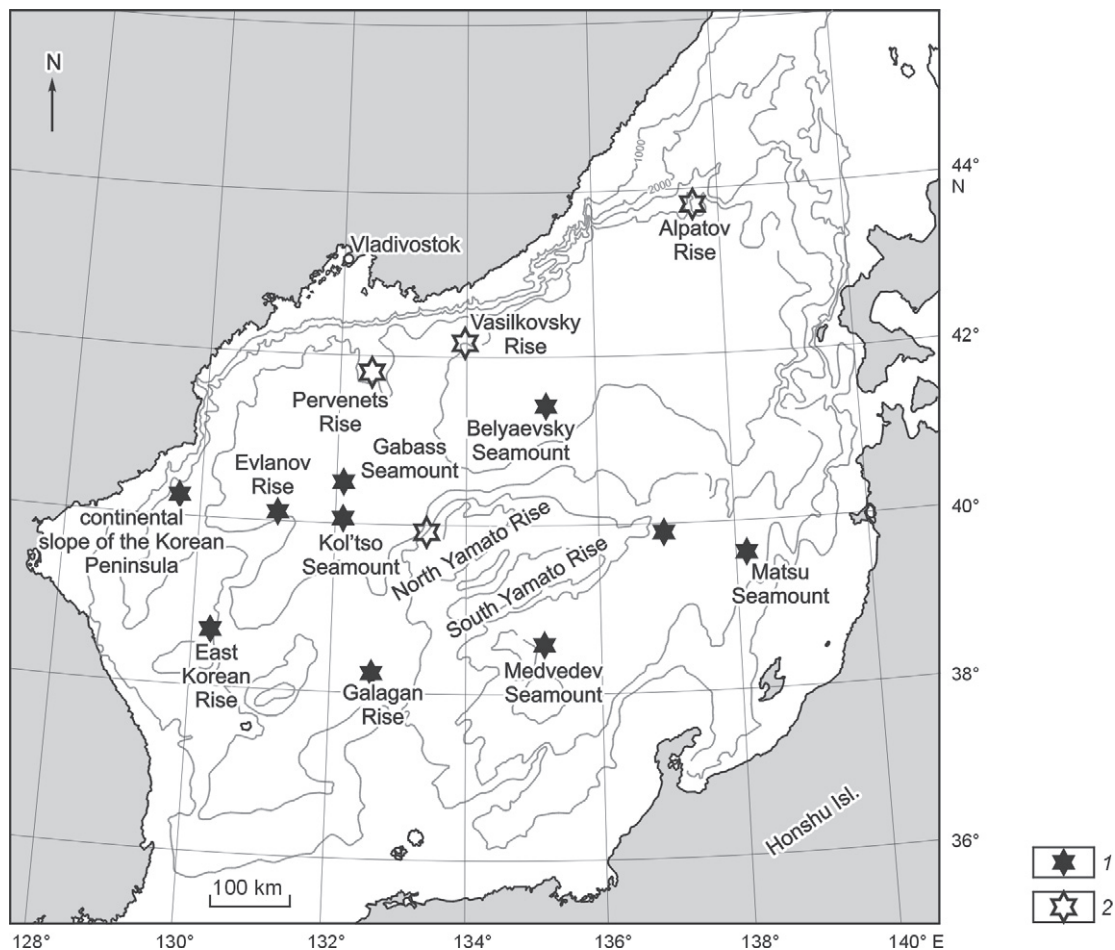 N
44°
N
1000
2000
Alpatov
Rise
Vladivostok
Vasilkovsky
Rise
42°
Pervenets
Rise
Belyaevsky
Seamount
Gabass
Seamount
Evlanov
Rise
40°
continental
slope of the Korean
Peninsula
Kol'tso
Seamount
North Yamato Rise
South Yamato Rise
Matsu
Seamount
East
Korean
Rise
Galagan
Rise
Medvedev
Seamount
38°
Honshu Isl.
36°
100 km
1
2
128°
130°
132°
134°
136°
138°
140° E